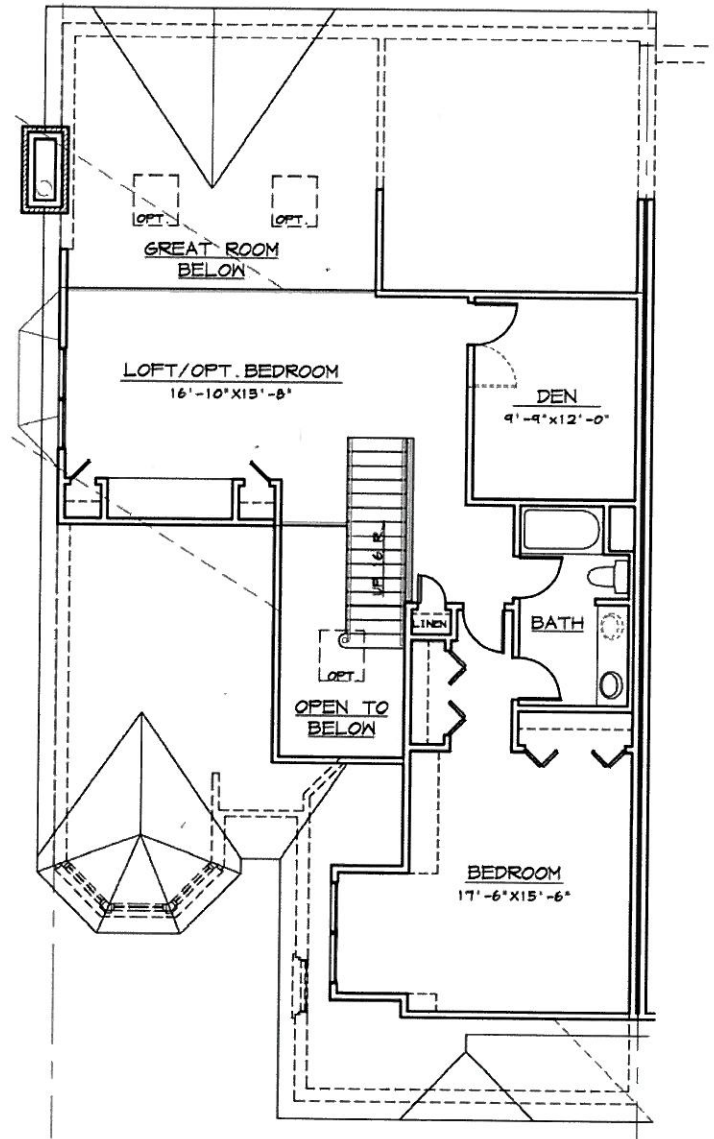 OPT.
OPT.
GREAT ROOM
BELOW
LOFT/OPT. BEDROOM
16'-10"X13'-8"
DEN
9'-9"x12'-0"
UP 16 R.
LINEN
BATH
OPT.
OPEN TO
BELOW
BEDROOM
17'-6"X15'-6"